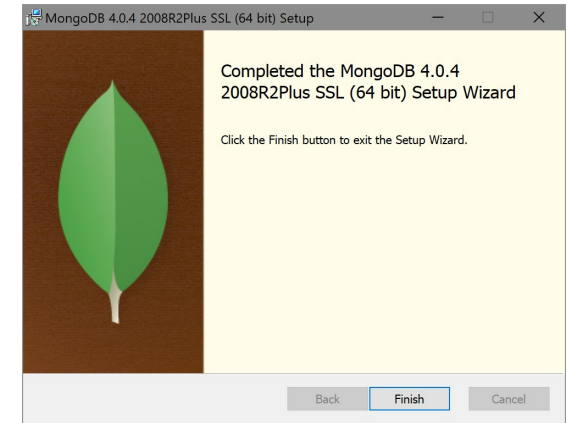 MongoDB 4.0.4 2008R2Plus SSL (64 bit) Setup
Completed the MongoDB 4.0.4
2008R2Plus SSL (64 bit) Setup Wizard
Click the Finish button to exit the Setup Wizard.
Back Finish Cancel